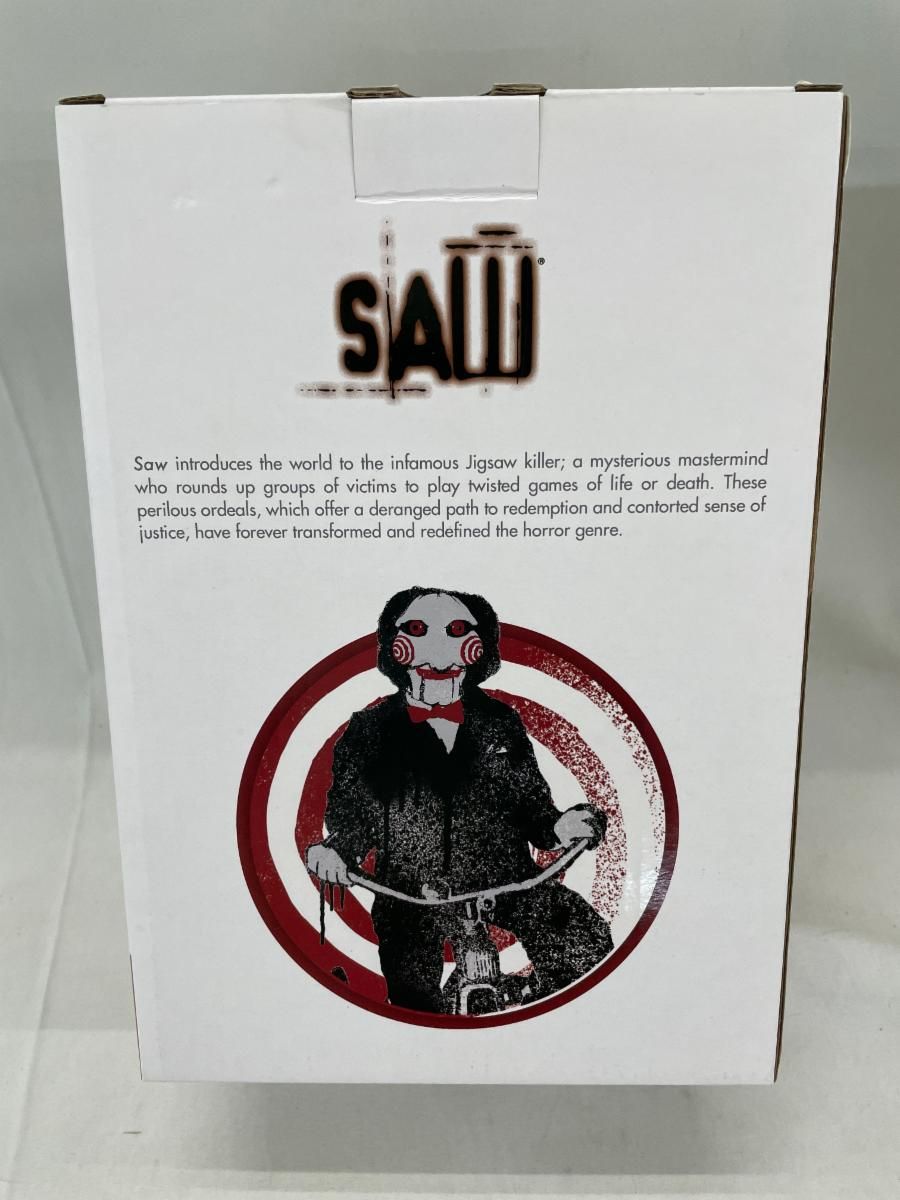 SAW®
Saw introduces the world to the infamous Jigsaw killer; a mysterious mastermind
who rounds up groups of victims to play twisted games of life or death. These
perilous ordeals, which offer a deranged path to redemption and contorted sense of
justice, have forever transformed and redefined the horror genre.